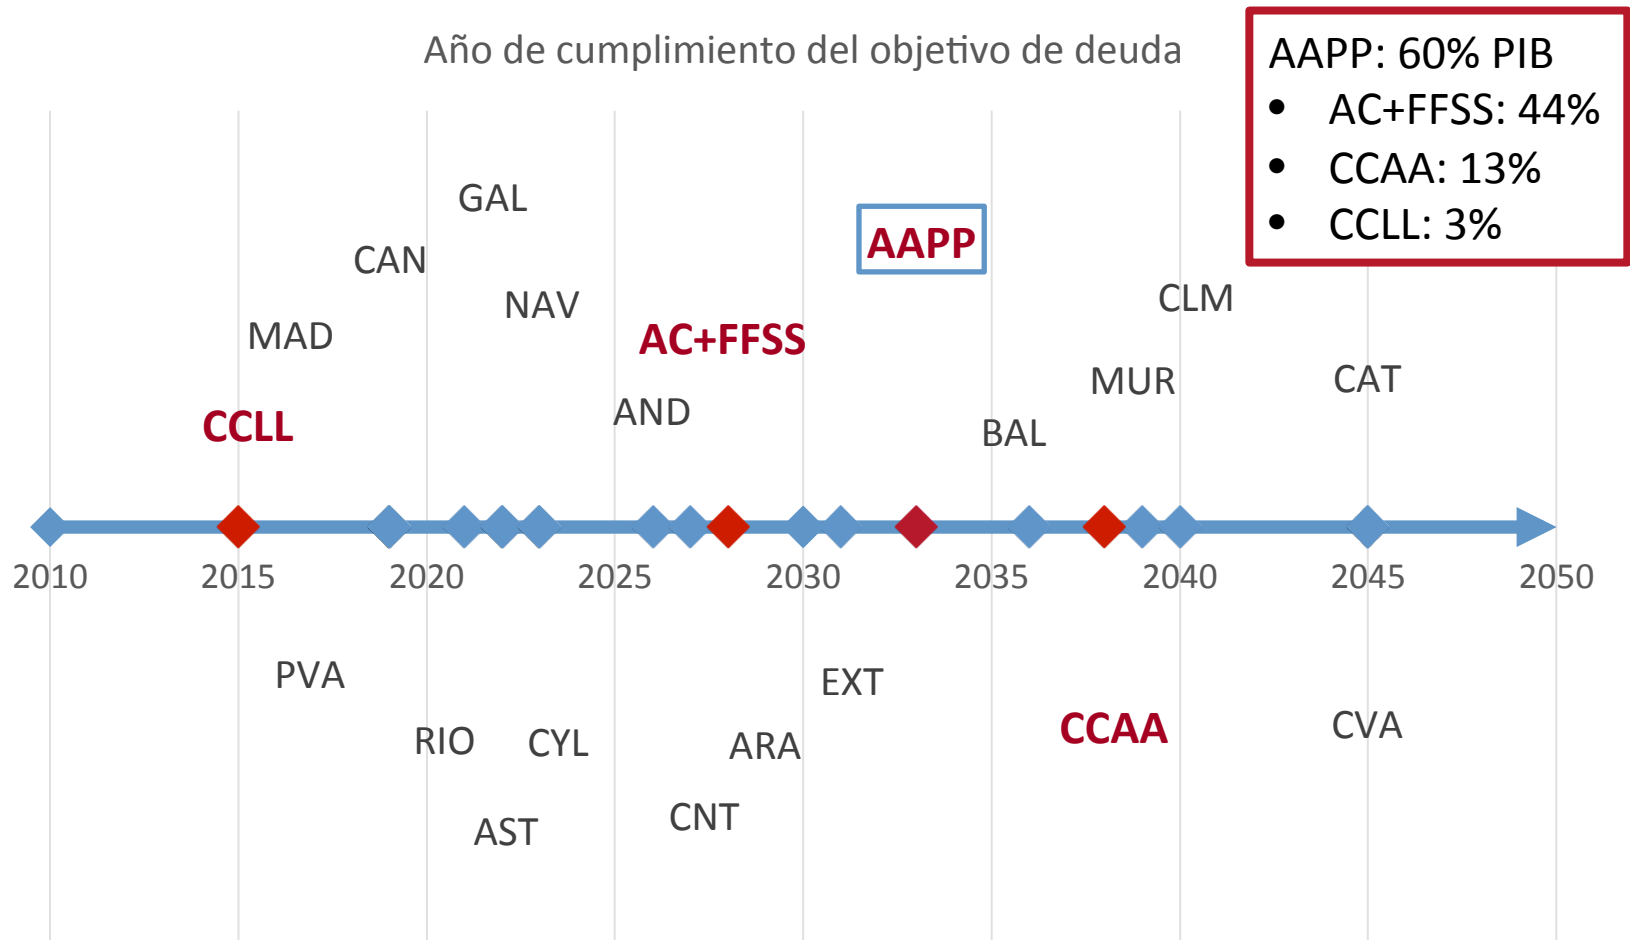 Año de cumplimiento del objetivo de deuda
AAPP: 60% PIB
• AC+FFSS: 44%
• CCAA: 13%
• CCLL: 3%
GAL
CAN
AAPP
NAV
CLM
MAD
AC+FFSS
MUR
CAT
AND
CCLL
BAL
2010 2015 2020 2025 2030 2035 2040 2045 2050
PVA
EXT
CCAA
CVA
RIO
CYL
ARA
CNT
AST